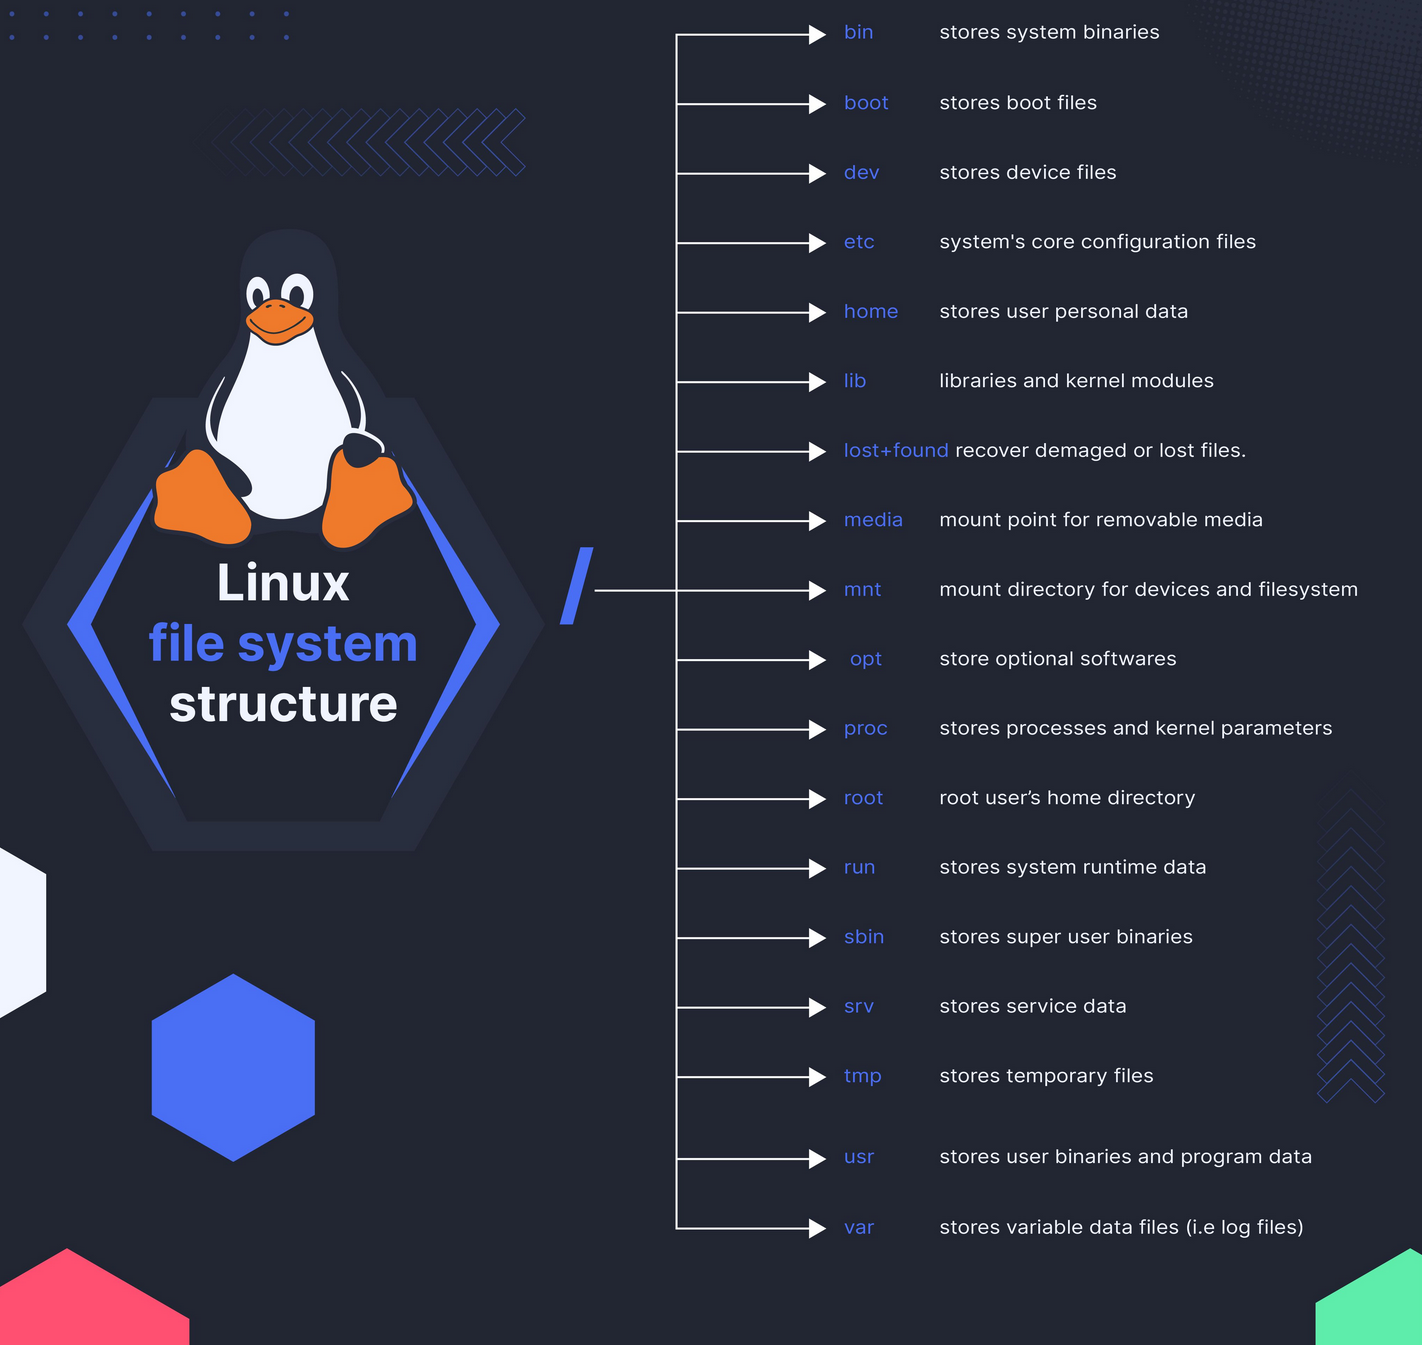 Linux
file system
structure
/
bin stores system binaries
boot stores boot files
dev stores device files
etc system's core configuration files
home stores user personal data
lib libraries and kernel modules
lost+found recover demaged or lost files.
media mount point for removable media
mnt mount directory for devices and filesystem
opt store optional softwares
proc stores processes and kernel parameters
root root user’s home directory
run stores system runtime data
sbin stores super user binaries
srv stores service data
tmp stores temporary files
usr stores user binaries and program data
var stores variable data files (i.e log files)